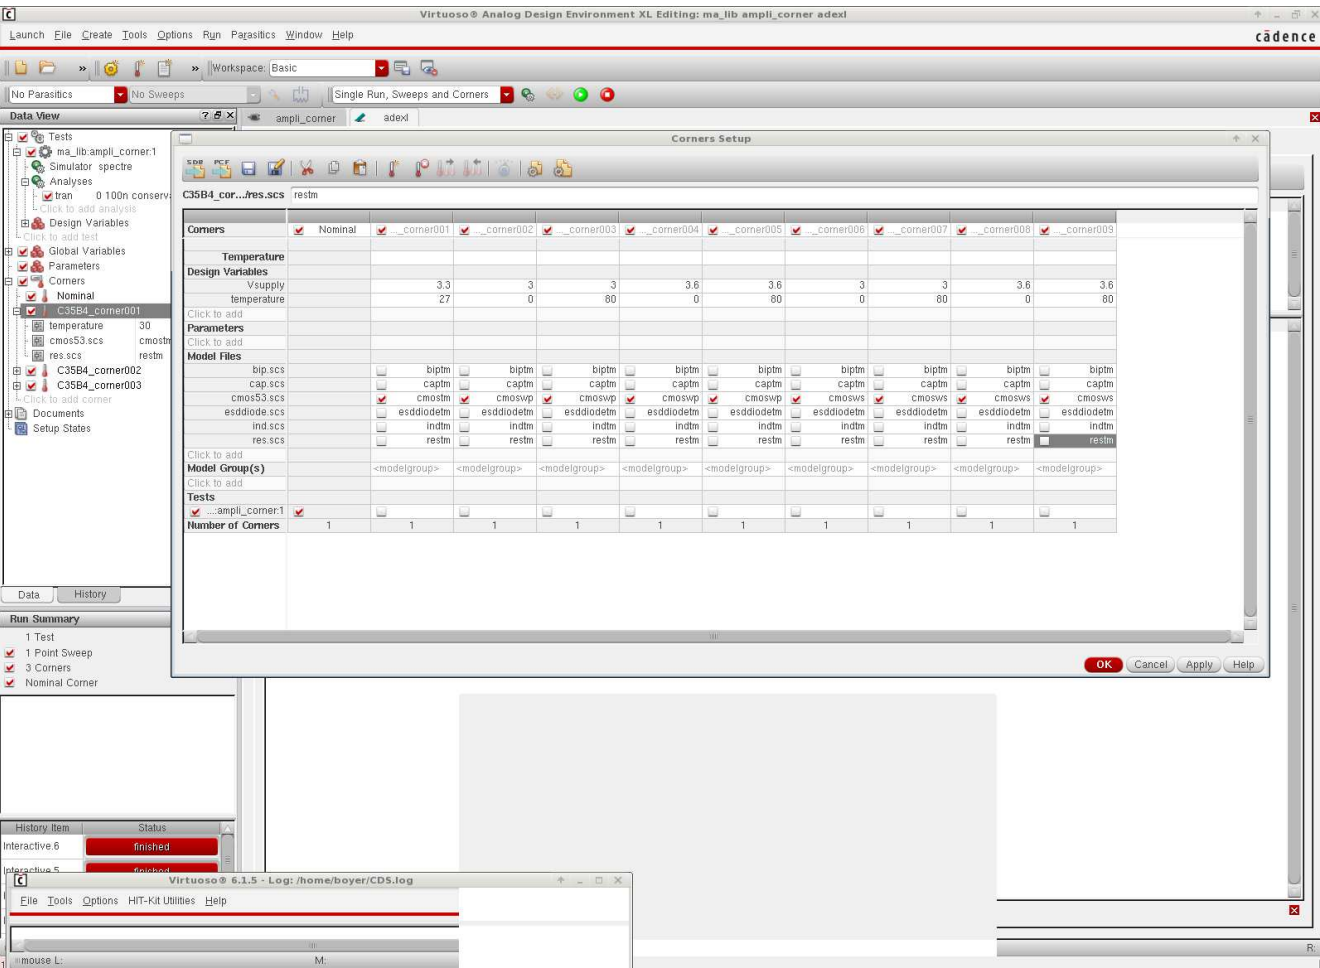 Virtuoso® Analog Design Environment XL Editing: ma_lib ampli_corner adexl
Launch File Create Tools Options Run Parasitics Window Help
cādence
» » Workspace: Basic
No Parasitics No Sweeps Single Run, Sweeps and Corners
Data View ampli_corner adexl
Tests
ma_lib:ampli_corner:1
Simulator spectre
Analyses
tran 0 100n conserv
Click to add analysis
Design Variables
Click to add test
Global Variables
Parameters
Corners
Nominal
C35B4_corner001
temperature 30
cmos53.scs cmostm
res.scs restm
C35B4_corner002
C35B4_corner003
Click to add corner
Documents
Setup States
Data History
Run Summary
1 Test
1 Point Sweep
3 Corners
Nominal Corner
History Item Status
Interactive.6 finished
Interactive.5 finished
Corners Setup
SDB PCF
C35B4_cor.../res.scs restm
Corners Nominal ..._corner001 ..._corner002 ..._corner003 ..._corner004 ..._corner005 ..._corner006 ..._corner007 ..._corner008 ..._corner009
Temperature
Design Variables
Vsupply 3.3 3 3 3.6 3.6 3 3 3.6 3.6
temperature 27 0 80 0 80 0 80 0 80
Click to add
Parameters
Click to add
Model Files
bip.scs biptm biptm biptm biptm biptm biptm biptm biptm biptm
cap.scs captm captm captm captm captm captm captm captm captm
cmos53.scs cmostm cmoswp cmoswp cmoswp cmoswp cmosws cmosws cmosws cmosws
esddiode.scs esddiodetm esddiodetm esddiodetm esddiodetm esddiodetm esddiodetm esddiodetm esddiodetm esddiodetm
ind.scs indtm indtm indtm indtm indtm indtm indtm indtm indtm
res.scs restm restm restm restm restm restm restm restm restm
Click to add
Model Group(s) <modelgroup> <modelgroup> <modelgroup> <modelgroup> <modelgroup> <modelgroup> <modelgroup> <modelgroup> <modelgroup>
Click to add
Tests
...:ampli_corner:1
Number of Corners 1 1 1 1 1 1 1 1 1 1
OK Cancel Apply Help
Virtuoso® 6.1.5 - Log: /home/boyer/CDS.log
File Tools Options HIT-Kit Utilities Help
mouse L: M:
R: